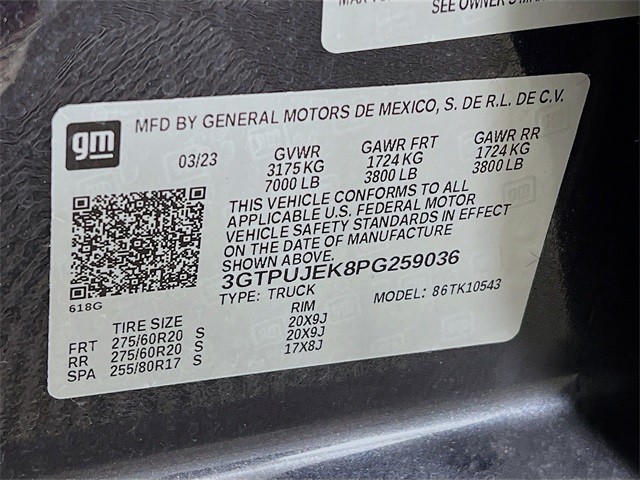 SEE OWNER'S
gm
MFD BY GENERAL MOTORS DE MEXICO, S. DE R.L. DE C.V.
03/23 GVWR GAWR FRT GAWR RR
3175 KG 1724 KG 1724 KG
7000 LB 3800 LB 3800 LB
THIS VEHICLE CONFORMS TO ALL
APPLICABLE U.S. FEDERAL MOTOR
VEHICLE SAFETY STANDARDS IN EFFECT
ON THE DATE OF MANUFACTURE
SHOWN ABOVE.
3GTPUJEK8PG259036
TYPE: TRUCK MODEL: 86TK10543
618G
TIRE SIZE RIM
FRT 275/60R20 S 20X9J
RR 275/60R20 S 20X9J
SPA 255/80R17 S 17X8J